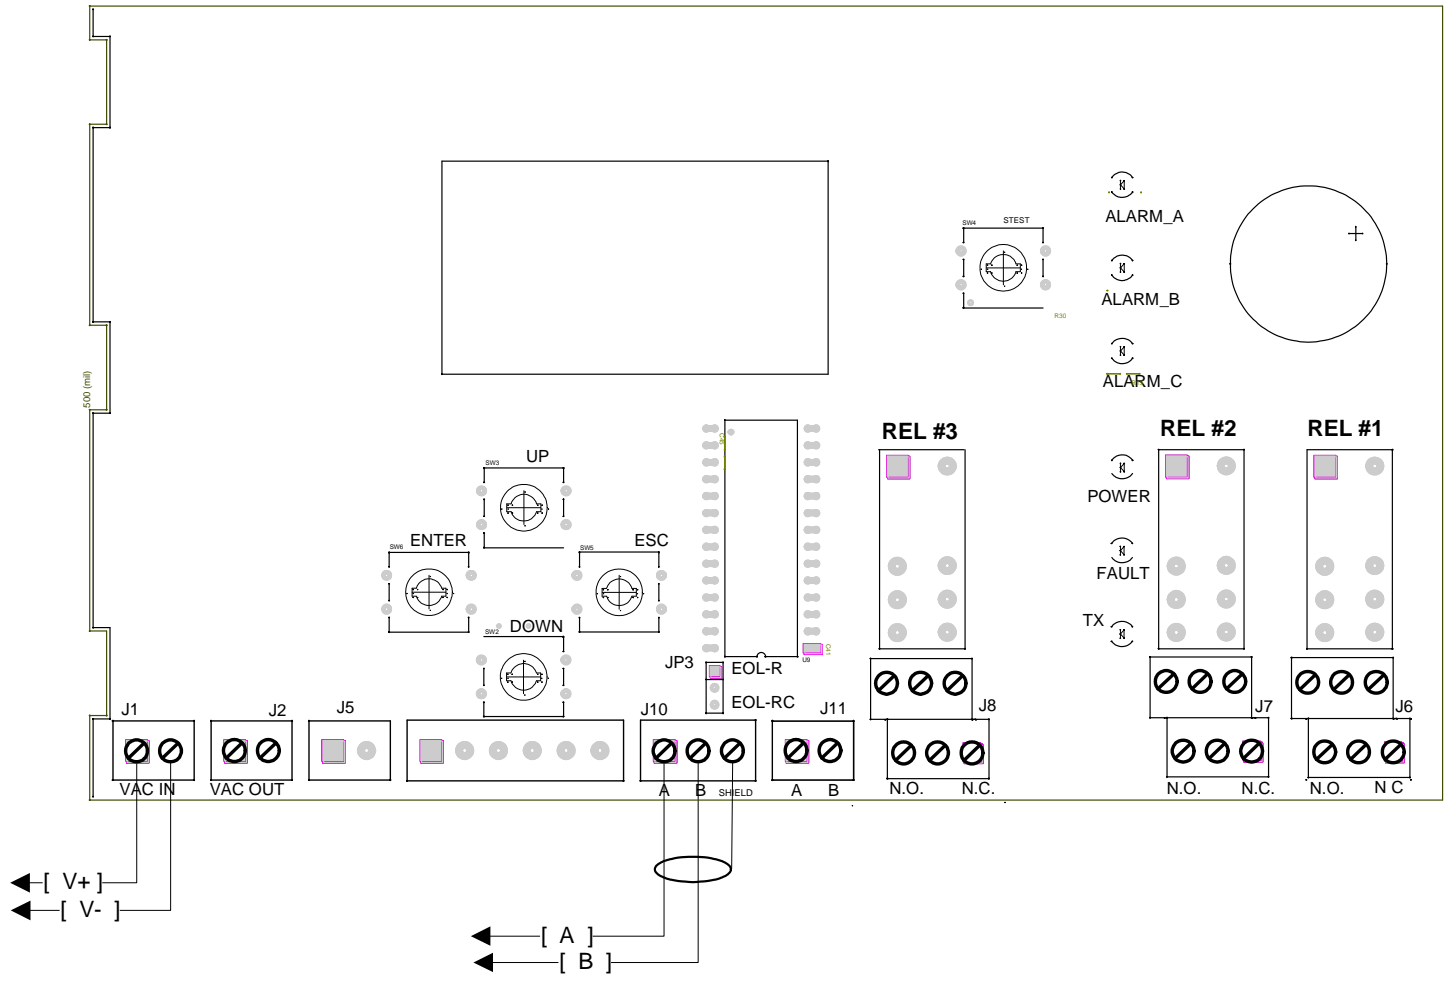 SW4 STEST
ALARM_A
ALARM_B
R30
ALARM_C
500 (mil)
REL #3 REL #2 REL #1
SW3 UP
POWER
SW6 ENTER SW5 ESC
FAULT
SW2 DOWN TX
C41
U9
JP3 EOL-R
EOL-RC
J1 J2 J5 J10 J11 J8 J7 J6
VAC IN VAC OUT A B SHIELD A B N.O. N.C. N.O. N.C. N.O. N C
[ V+ ]
[ V- ]
[ A ]
[ B ]